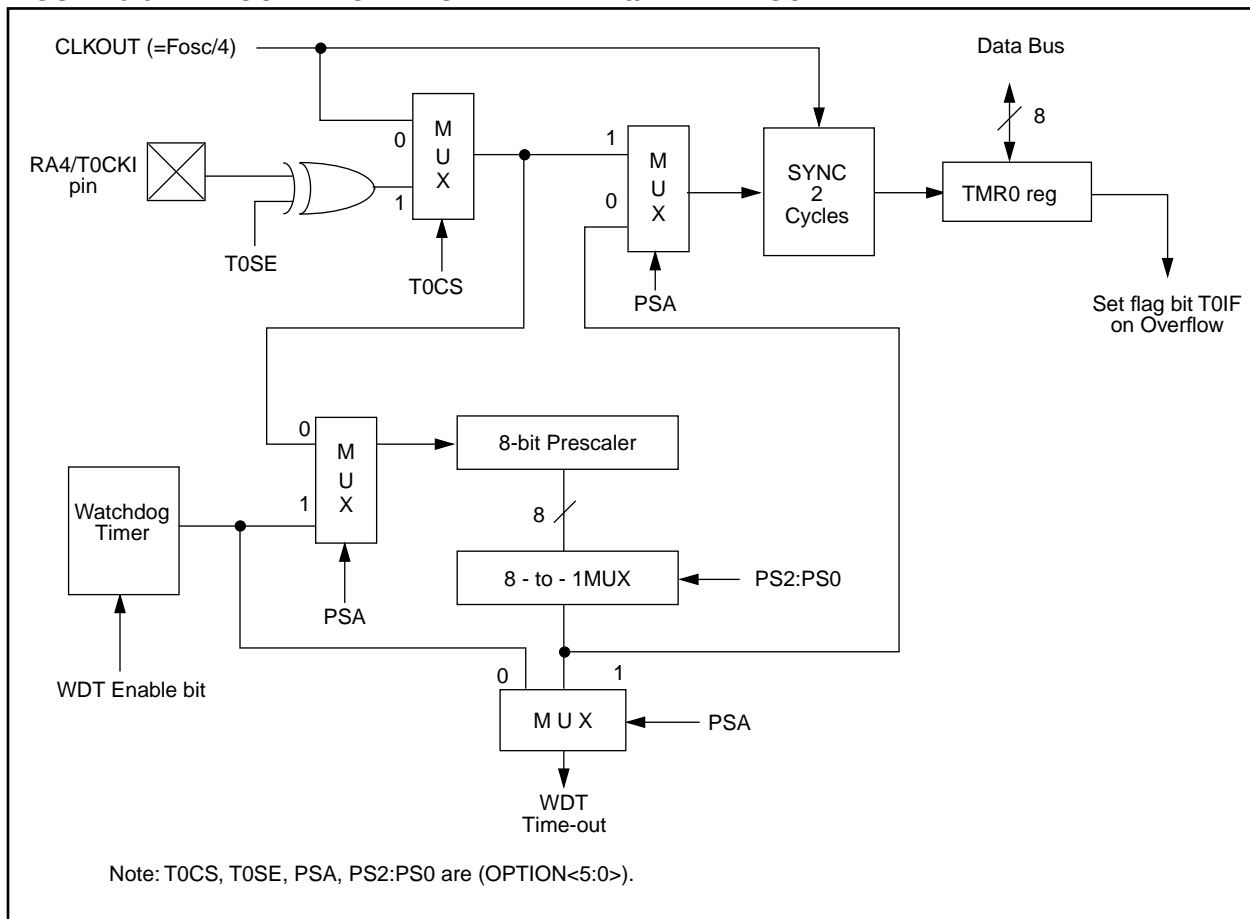 CLKOUT (=Fosc/4)
Data Bus
8
M
U
X
0
1
RA4/T0CKI
pin
T0SE
T0CS
1
M
U
X
0
PSA
SYNC
2
Cycles
TMR0 reg
Set flag bit T0IF
on Overflow
0
M
U
X
1
PSA
8-bit Prescaler
8
Watchdog
Timer
8 - to - 1MUX
PS2:PS0
WDT Enable bit
0
1
M U X
PSA
WDT
Time-out
Note: T0CS, T0SE, PSA, PS2:PS0 are (OPTION<5:0>).